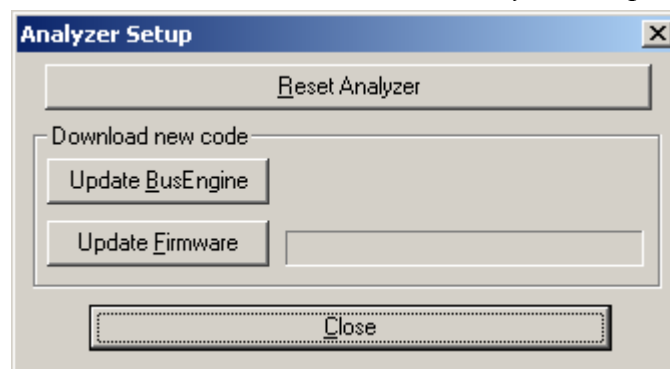 Analyzer Setup
Reset Analyzer
Download new code
Update BusEngine
Update Firmware
Close